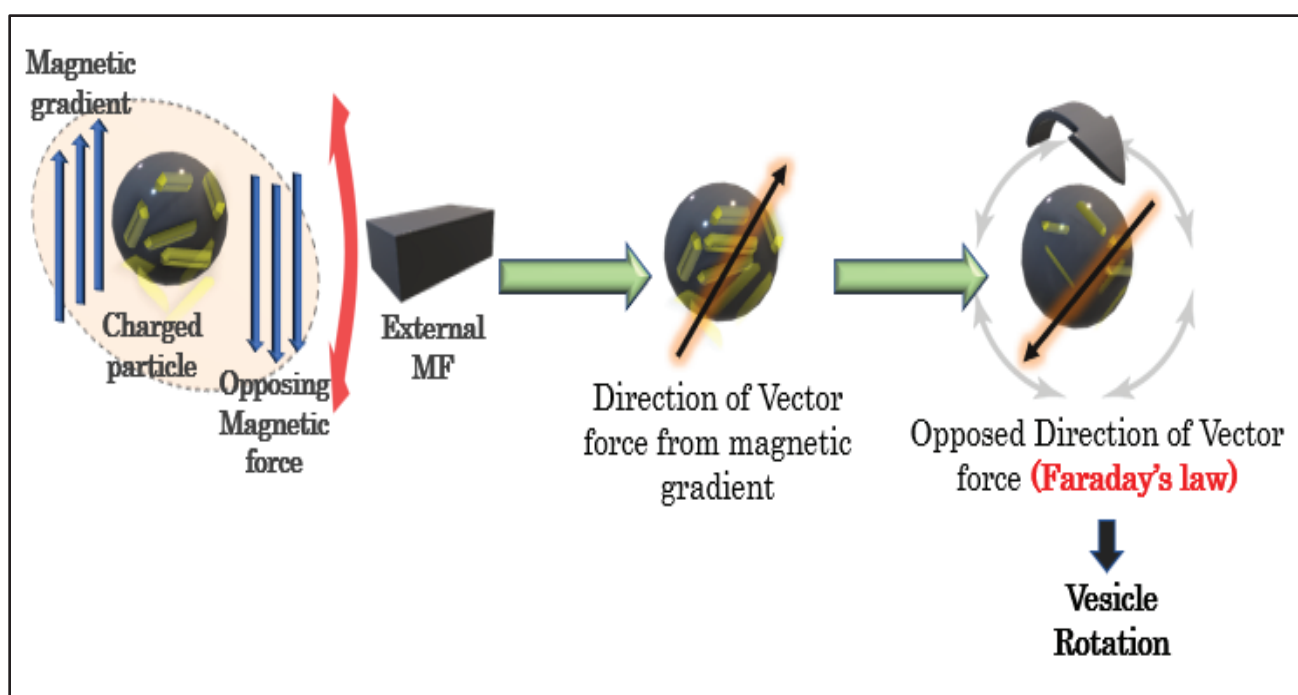 Magnetic
gradient
Charged
particle
Opposing
Magnetic
force
External
MF
Direction of Vector
force from magnetic
gradient
Opposed Direction of Vector
force (Faraday's law)
Vesicle
Rotation